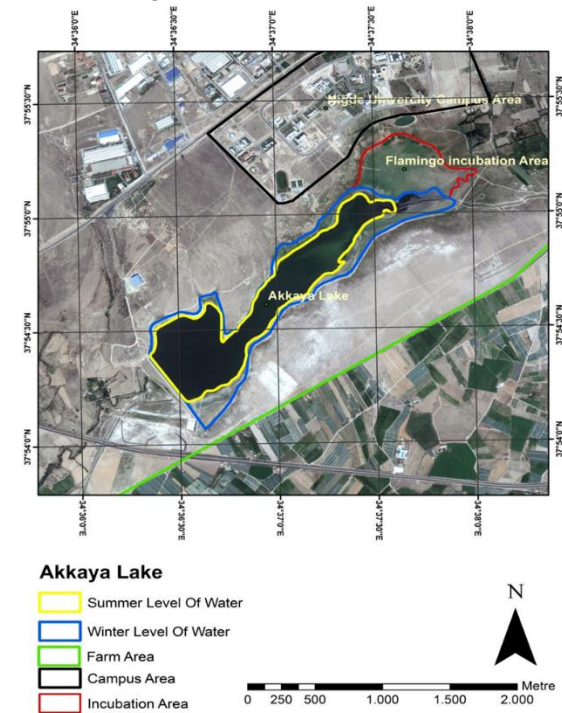 34°36'0"E 34°36'30"E 34°37'0"E 34°37'30"E 34°38'0"E
37°55'30"N 37°55'30"N
Nigde Univercity Campus Area
Flamingo incubation Area
37°55'0"N 37°55'0"N
Akkaya Lake
37°54'30"N 37°54'30"N
37°54'0"N 37°54'0"N
34°36'0"E 34°36'30"E 34°37'0"E 34°37'30"E 34°38'0"E
Akkaya Lake
Summer Level Of Water
Winter Level Of Water
Farm Area
Campus Area
Incubation Area
N
Metre
0 250 500 1.000 1.500 2.000